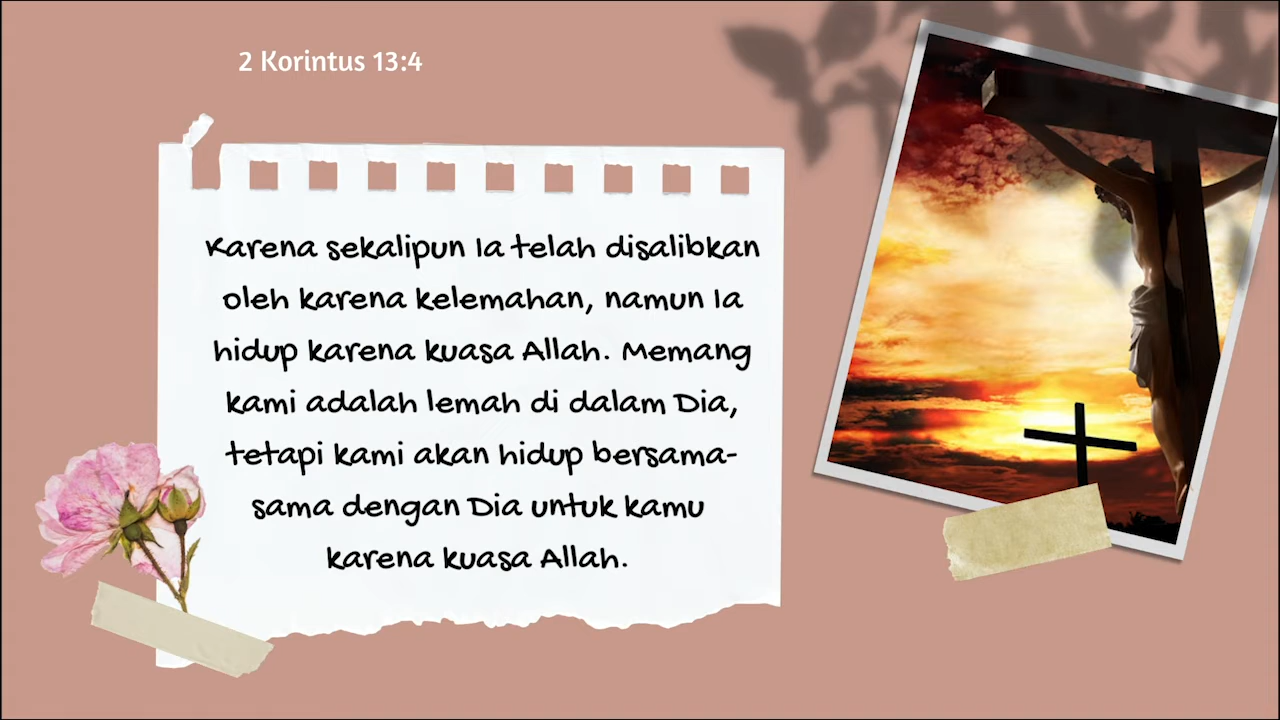 2 Korintus 13:4
Karena sekalipun Ia telah disalibkan
oleh karena kelemahan, namun Ia
hidup karena kuasa Allah. Memang
kami adalah lemah di dalam Dia,
tetapi kami akan hidup bersama-
sama dengan Dia untuk kamu
karena kuasa Allah.